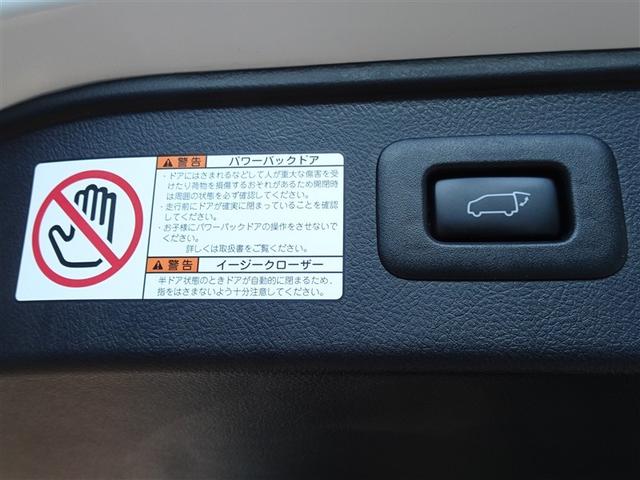 警告 パワーバックドア
・ドアにはさまれるなどして人が重大な傷害を受
けたり荷物を損傷するおそれがあるため開閉時
は周囲の状態を必ず確認してください。
・走行前にドアが確実に閉まっていることを確認
してください。
・お子様にパワーバックドアの操作をさせないで
ください。
詳しくは取扱書をご覧ください。
警告 イージークローザー
半ドア状態のときドアが自動的に閉まるため、
指をはさまないよう十分注意してください。